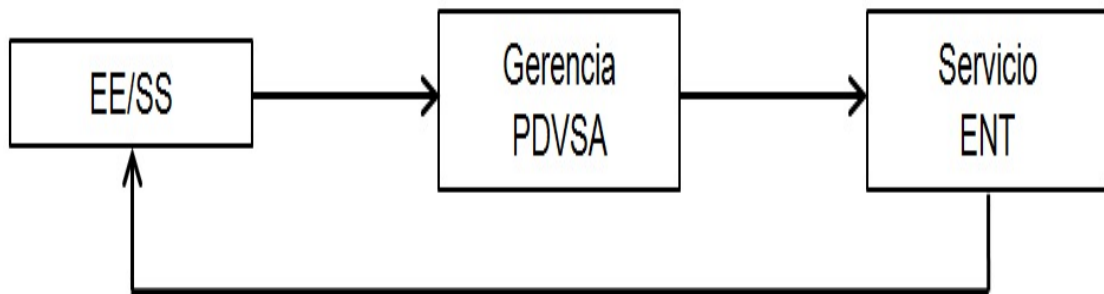 EE/SS
Gerencia
PDVSA
Servicio
ENT